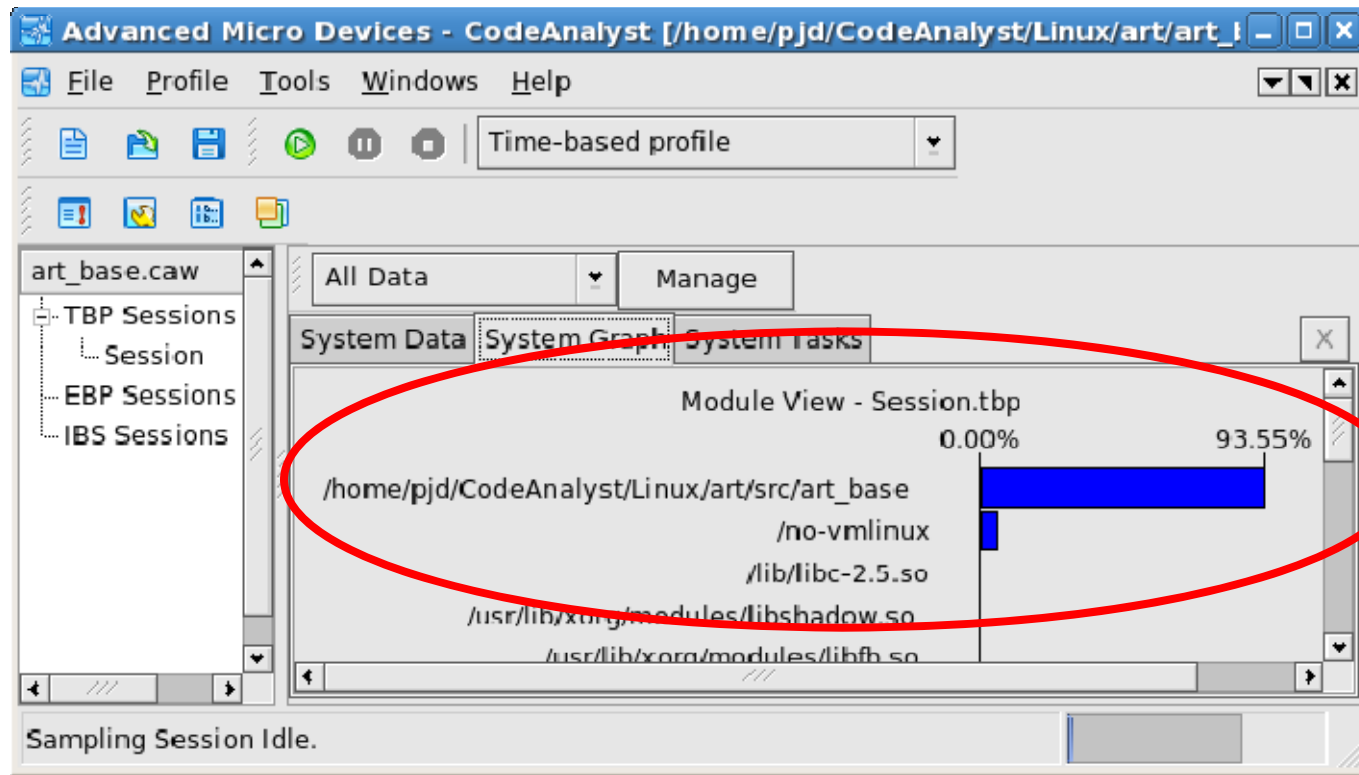 Advanced Micro Devices - CodeAnalyst [/home/pjd/CodeAnalyst/Linux/art/art_
File Profile Tools Windows Help
Time-based profile
art_base.caw
TBP Sessions
Session
EBP Sessions
IBS Sessions
All Data Manage
System Data System Graph System Tasks
Module View - Session.tbp
0.00% 93.55%
/home/pjd/CodeAnalyst/Linux/art/src/art_base
/no-vmlinux
/lib/libc-2.5.so
/usr/lib/xorg/modules/libshadow.so
/usr/lib/xorg/modules/libfb.so
Sampling Session Idle.